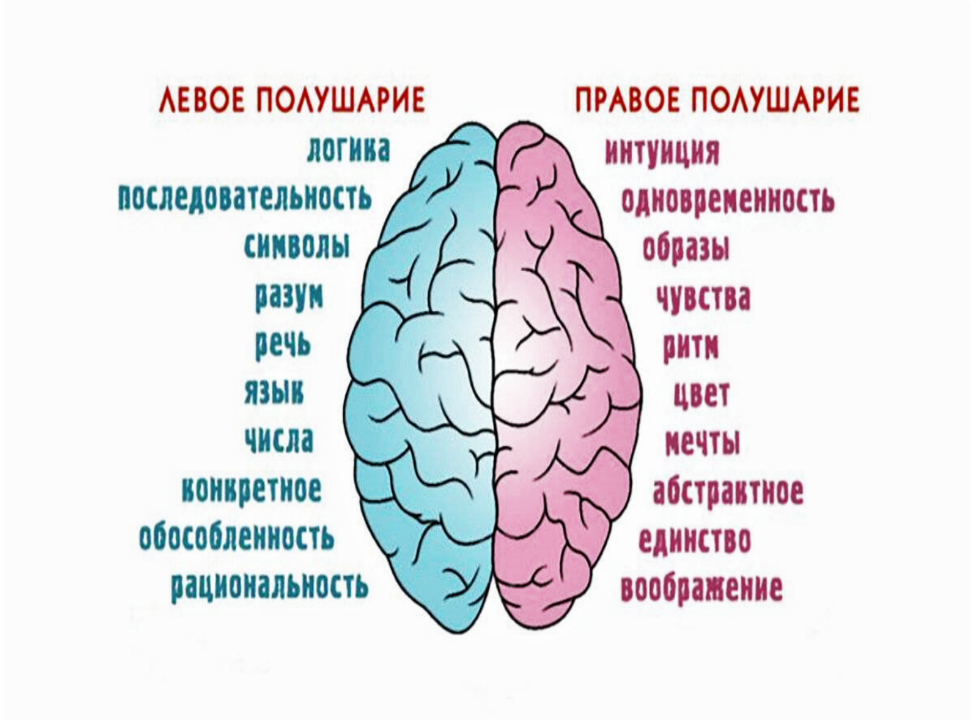 ЛЕВОЕ ПОЛУШАРИЕ
логика
последовательность
символы
разум
речь
язык
числа
конкретное
обособленность
рациональность
ПРАВОЕ ПОЛУШАРИЕ
интуиция
одновременность
образы
чувства
ритм
цвет
мечты
абстрактное
единство
воображение